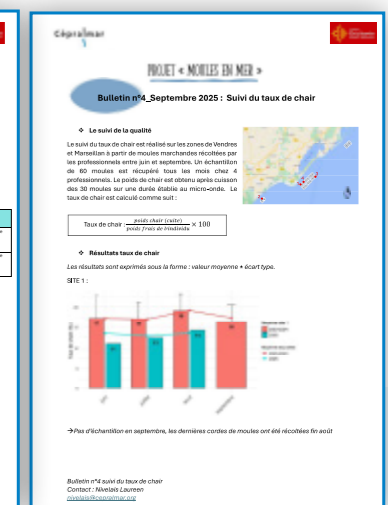 Cépralmar
PROJET « MOULES EN MER »
Bulletin n°4_Septembre 2025 : Suivi du taux de chair
❖ Le suivi de la qualité
Le suivi du taux de chair est réalisé sur les zones de Vendres
et Marseillan à partir de moules marchandes récoltées par
les professionnels entre juin et septembre. Un échantillon
de 60 moules est récupéré tous les mois chez 4
professionnels. Le poids de chair est obtenu après cuisson
des 30 moules sur une durée établie au micro-onde. Le
taux de chair est calculé comme suit :
Taux de chair : poids chair (cuite)
poids frais de l'individu
× 100
❖ Résultats taux de chair
Les résultats sont exprimés sous la forme : valeur moyenne ± écart type.
SITE 1 :
juin
juillet
août
septembre
→Pas d'échantillon en septembre, les dernières cordes de moules ont été récoltées fin août
Bulletin n°4 suivi du taux de chair
Contact : Nivelais Laureen
nivelais@cepralmar.org